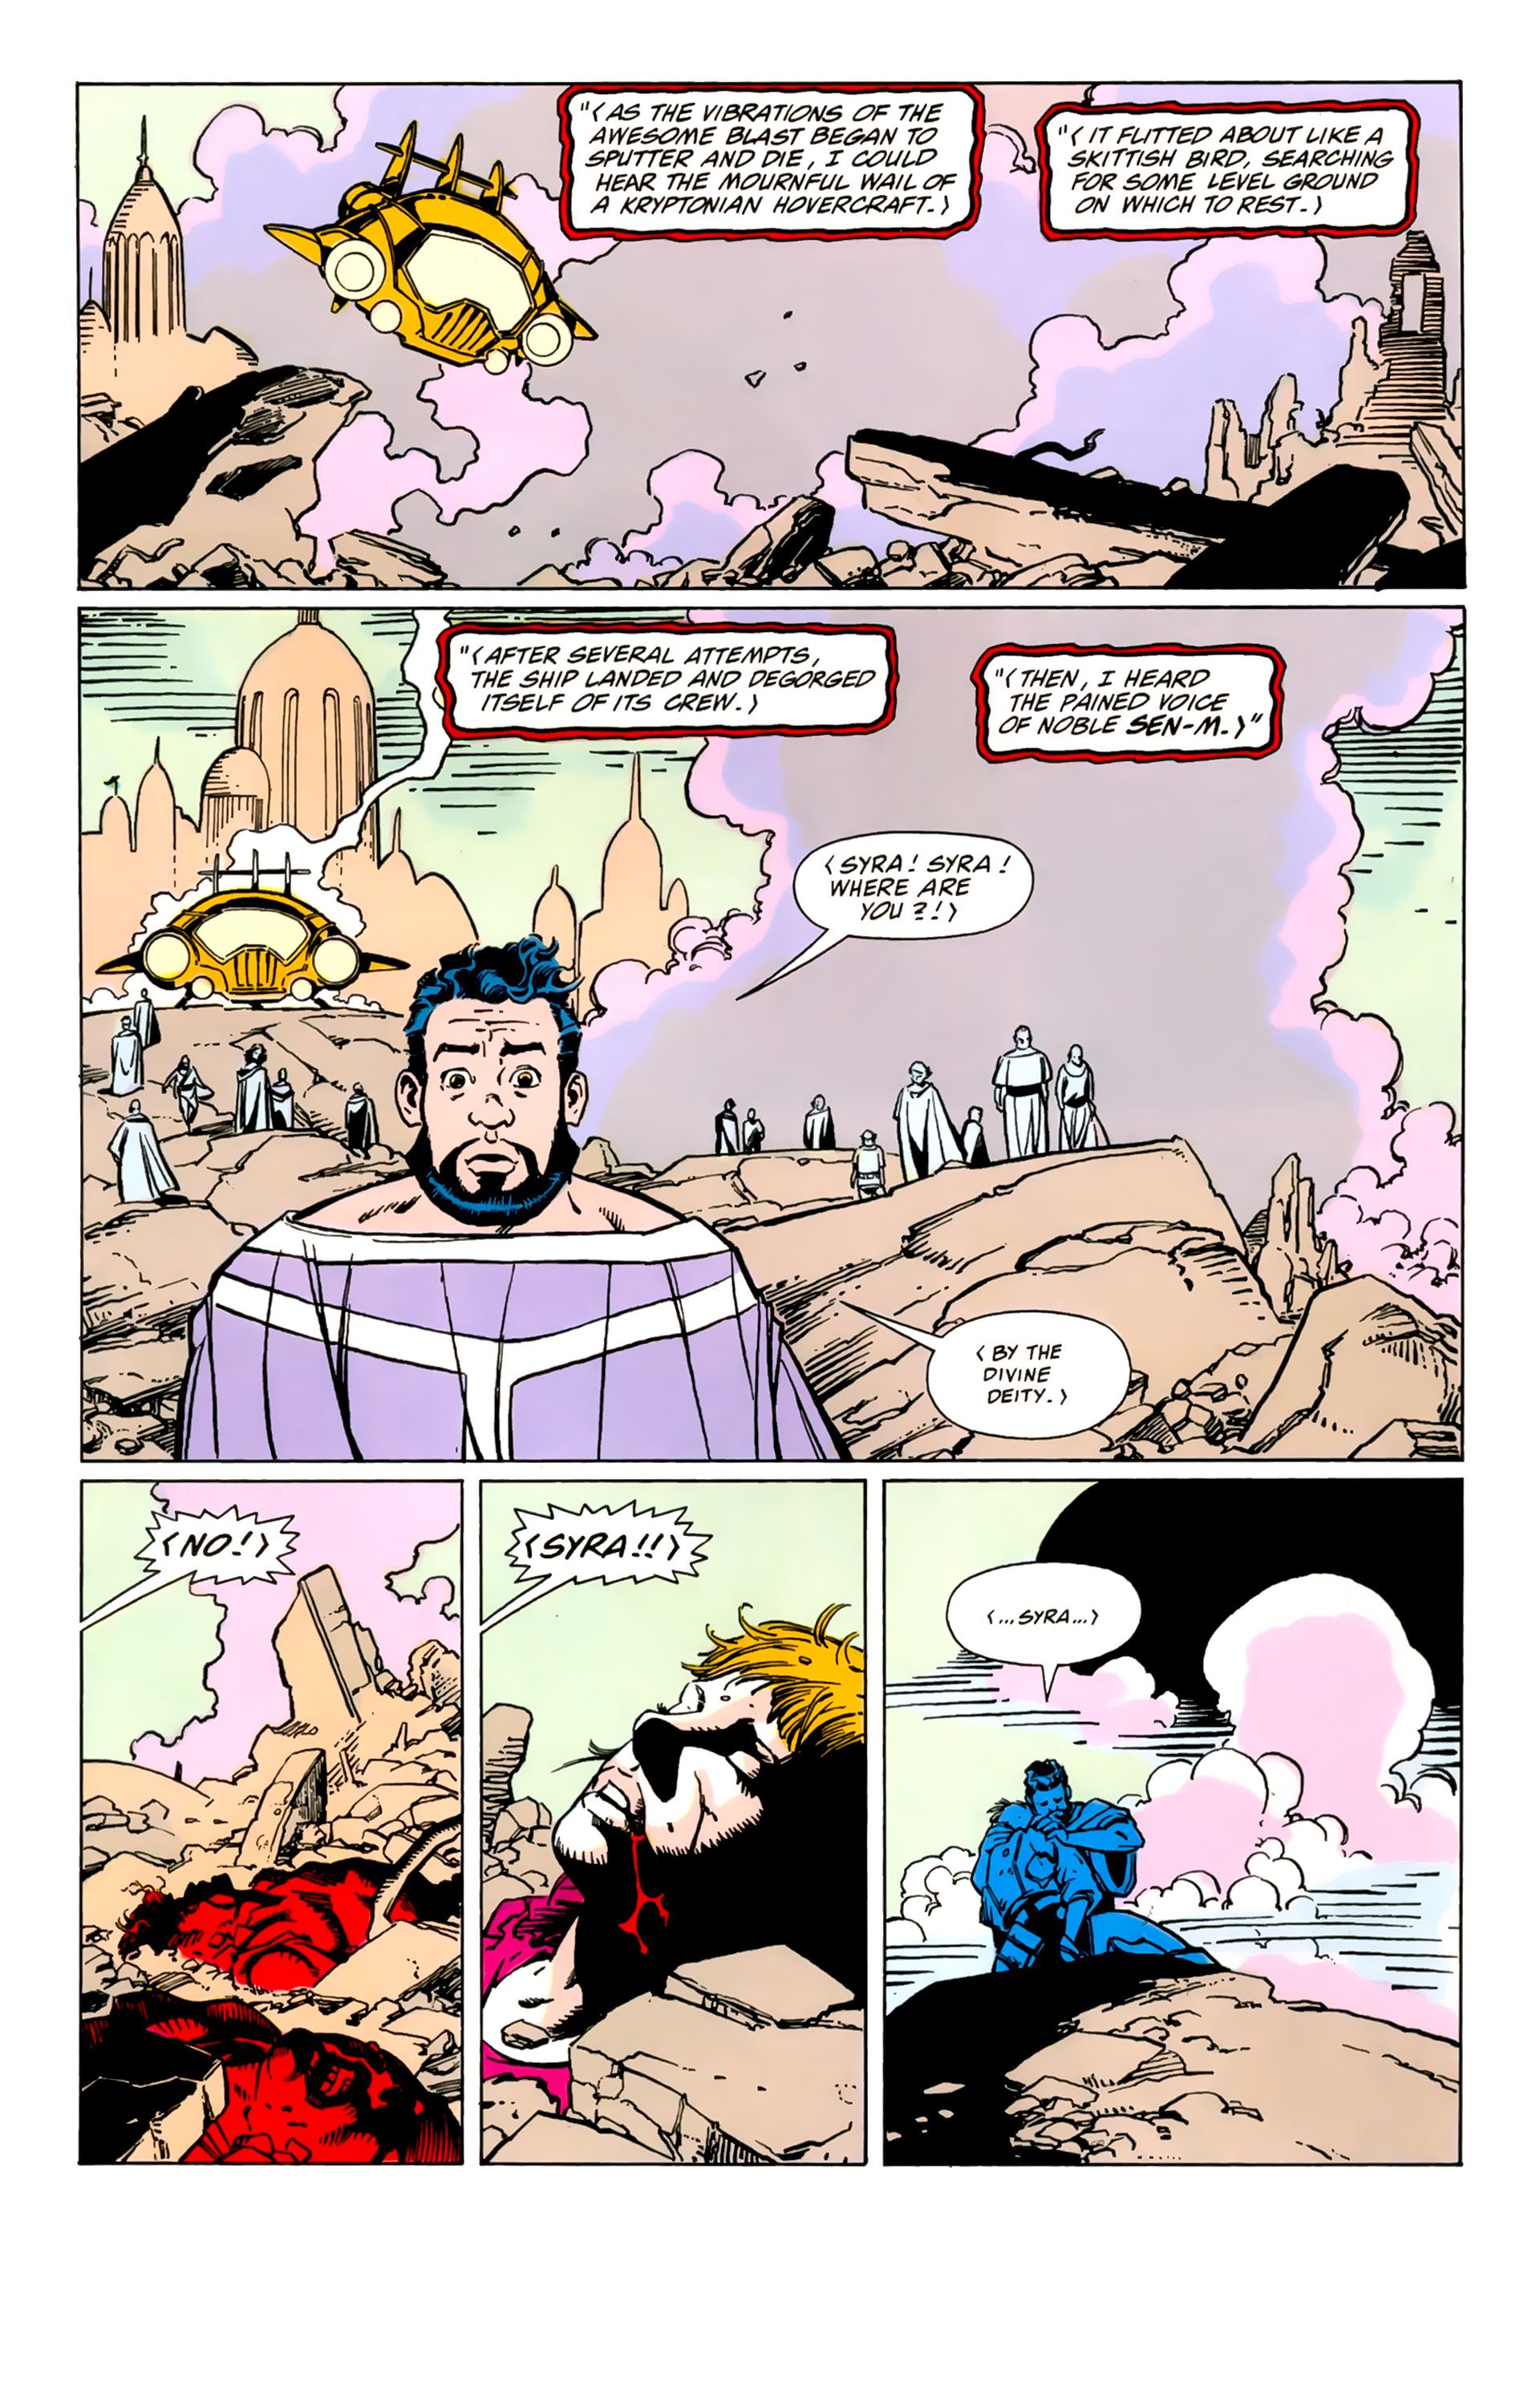 "< AS THE VIBRATIONS OF THE
AWESOME BLAST BEGAN TO
SPUTTER AND DIE, I COULD
HEAR THE MOURNFUL WAIL OF
A KRYPTONIAN HOVERCRAFT. >
"< IT FLITTED ABOUT LIKE A
SKITTISH BIRD, SEARCHING
FOR SOME LEVEL GROUND
ON WHICH TO REST. >
"< AFTER SEVERAL ATTEMPTS,
THE SHIP LANDED AND DEGORGED
ITSELF OF ITS CREW. >
"< THEN, I HEARD
THE PAINED VOICE
OF NOBLE SEN-M. >"
< SYRA! SYRA!
WHERE ARE
YOU?! >
< BY THE
DIVINE
DEITY. >
< NO! >
< SYRA!! >
< ...SYRA... >